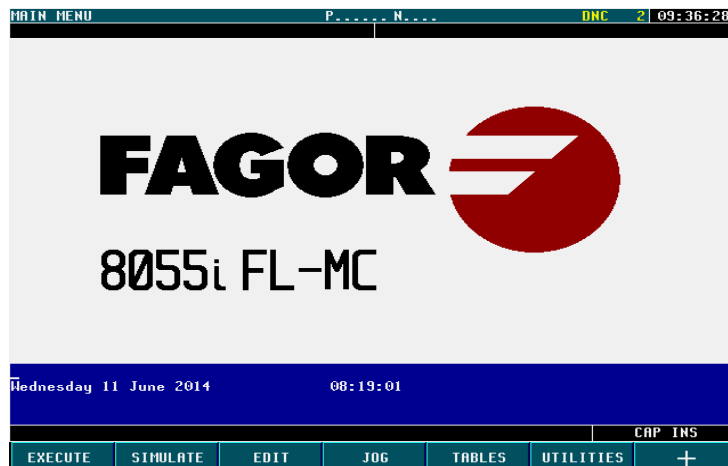 MAIN MENU P...... N.... DNC 2 09:36:28
FAGOR
8055i FL-MC
Wednesday 11 June 2014 08:19:01
CAP INS
EXECUTE SIMULATE EDIT JOG TABLES UTILITIES +